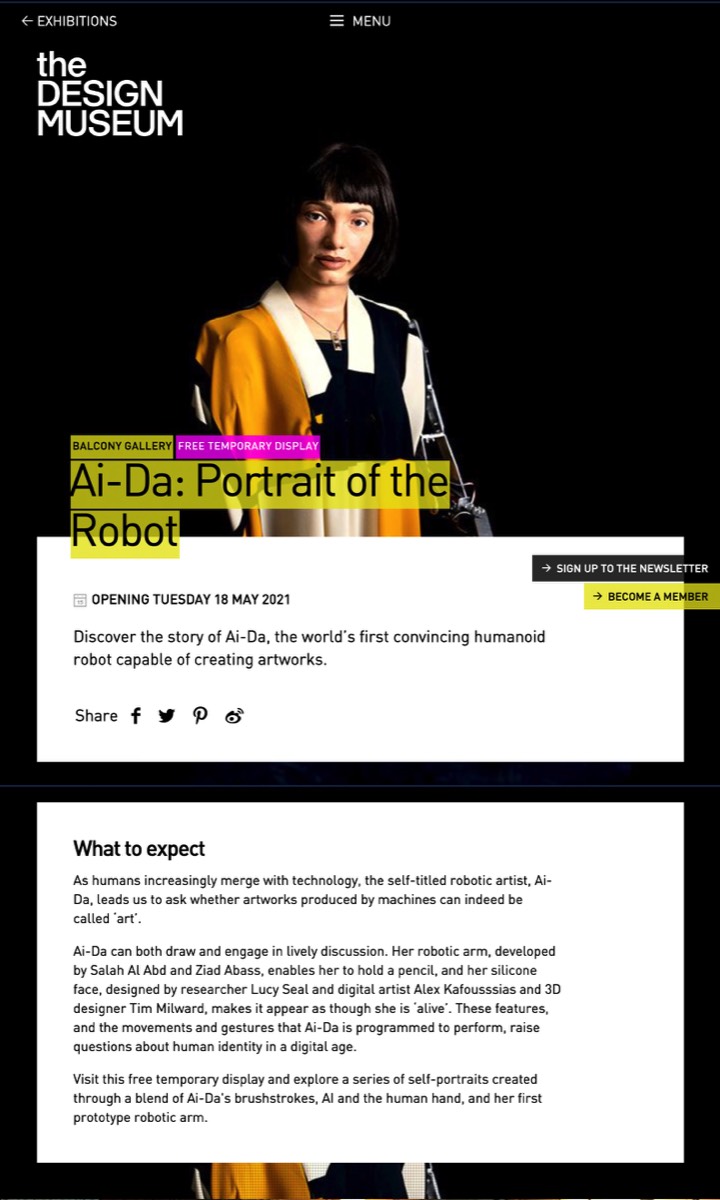 ← EXHIBITIONS
☰ MENU
the
DESIGN
MUSEUM
BALCONY GALLERY FREE TEMPORARY DISPLAY
Ai-Da: Portrait of the
Robot
→ SIGN UP TO THE NEWSLETTER
→ BECOME A MEMBER
OPENING TUESDAY 18 MAY 2021
Discover the story of Ai-Da, the world's first convincing humanoid
robot capable of creating artworks.
Share
What to expect
As humans increasingly merge with technology, the self-titled robotic artist, Ai-
Da, leads us to ask whether artworks produced by machines can indeed be
called 'art'.
Ai-Da can both draw and engage in lively discussion. Her robotic arm, developed
by Salah Al Abd and Ziad Abass, enables her to hold a pencil, and her silicone
face, designed by researcher Lucy Seal and digital artist Alex Kafousssias and 3D
designer Tim Milward, makes it appear as though she is 'alive'. These features,
and the movements and gestures that Ai-Da is programmed to perform, raise
questions about human identity in a digital age.
Visit this free temporary display and explore a series of self-portraits created
through a blend of Ai-Da's brushstrokes, AI and the human hand, and her first
prototype robotic arm.